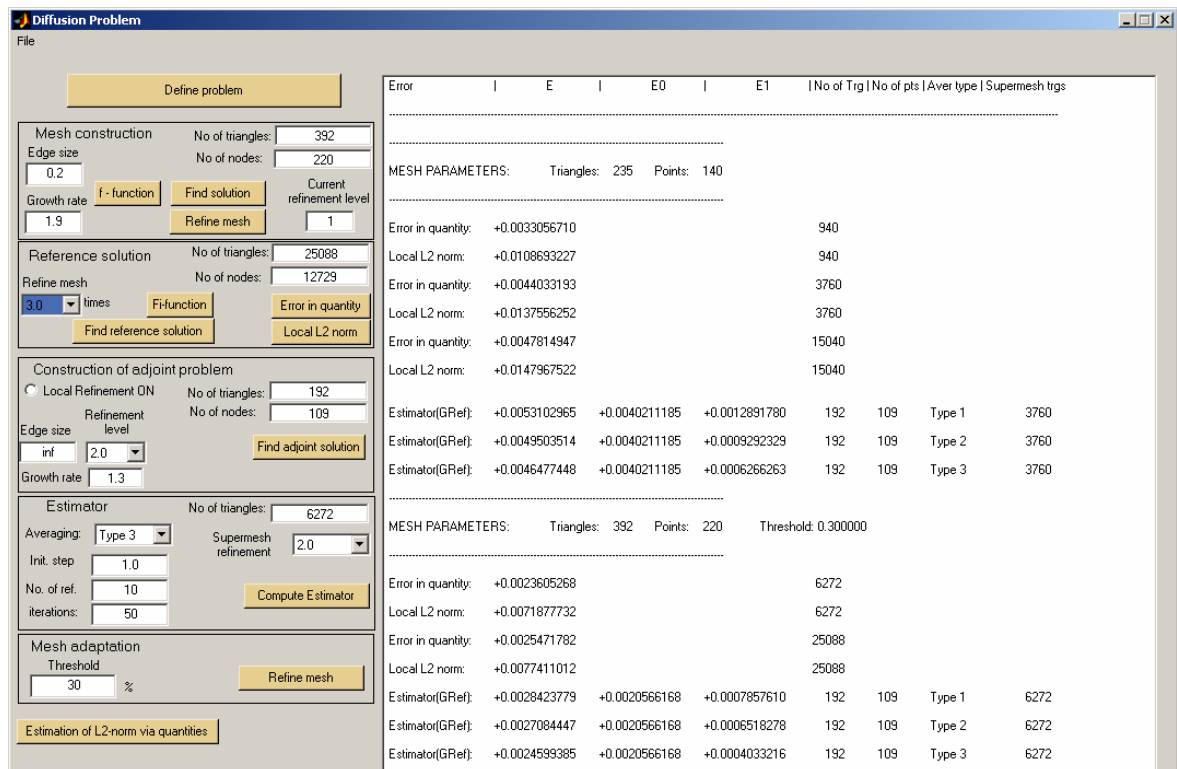 Diffusion Problem
File
Define problem
Mesh construction
No of triangles: 392
Edge size
No of nodes: 220
0.2
f - function
Find solution
Current refinement level
Growth rate
1.9
Refine mesh
1
Reference solution
No of triangles: 25088
No of nodes: 12729
Refine mesh
3.0 times
Fi-function
Error in quantity
Find reference solution
Local L2 norm
Construction of adjoint problem
Local Refinement ON
No of triangles: 192
No of nodes: 109
Edge size
Refinement level
inf
2.0
Find adjoint solution
Growth rate 1.3
Estimator
No of triangles: 6272
Averaging: Type 3
Supermesh refinement 2.0
Init. step 1.0
No. of ref. 10
Compute Estimator
iterations: 50
Mesh adaptation
Threshold
30 %
Refine mesh
Estimation of L2-norm via quantities
Error | E | E0 | E1 | No of Trg | No of pts | Aver type | Supermesh trgs
MESH PARAMETERS: Triangles: 235 Points: 140
Error in quantity: +0.0033056710 940
Local L2 norm: +0.0108693227 940
Error in quantity: +0.0044033193 3760
Local L2 norm: +0.0137556252 3760
Error in quantity: +0.0047814947 15040
Local L2 norm: +0.0147967522 15040
Estimator(GRef): +0.0053102965 +0.0040211185 +0.0012891780 192 109 Type 1 3760
Estimator(GRef): +0.0049503514 +0.0040211185 +0.0009292329 192 109 Type 2 3760
Estimator(GRef): +0.0046477448 +0.0040211185 +0.0006266263 192 109 Type 3 3760
MESH PARAMETERS: Triangles: 392 Points: 220 Threshold: 0.300000
Error in quantity: +0.0023605268 6272
Local L2 norm: +0.0071877732 6272
Error in quantity: +0.0025471782 25088
Local L2 norm: +0.0077411012 25088
Estimator(GRef): +0.0028423779 +0.0020566168 +0.0007857610 192 109 Type 1 6272
Estimator(GRef): +0.0027084447 +0.0020566168 +0.0006518278 192 109 Type 2 6272
Estimator(GRef): +0.0024599385 +0.0020566168 +0.0004033216 192 109 Type 3 6272